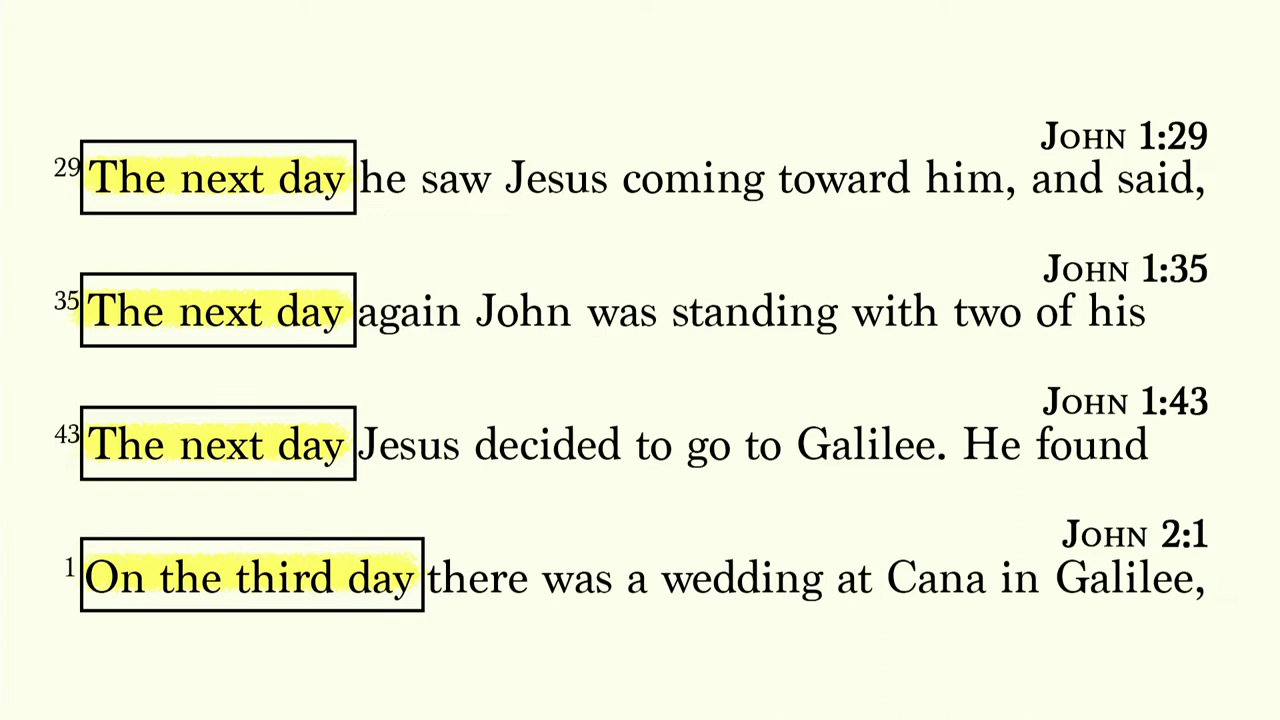 John 1:29
29 The next day he saw Jesus coming toward him, and said,
John 1:35
35 The next day again John was standing with two of his
John 1:43
43 The next day Jesus decided to go to Galilee. He found
John 2:1
1 On the third day there was a wedding at Cana in Galilee,